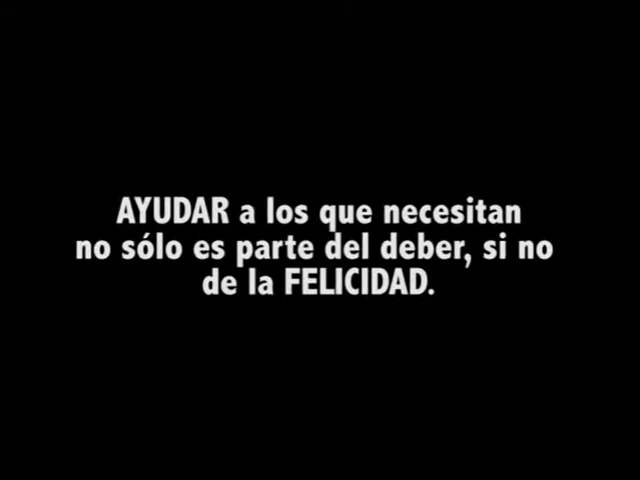 AYUDAR a los que necesitan
no sólo es parte del deber, si no
de la FELICIDAD.